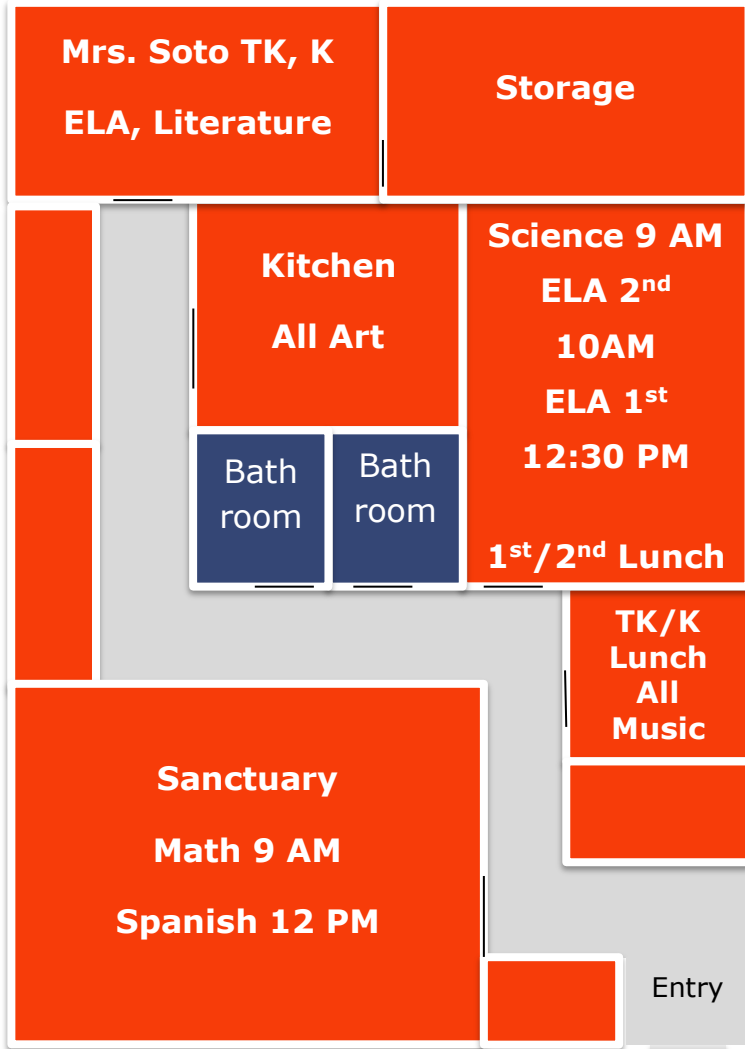 Mrs. Soto TK, K
ELA, Literature
Storage
Kitchen
All Art
Science 9 AM
ELA 2nd
10AM
ELA 1st
12:30 PM
1st/2nd Lunch
Bath
room
Bath
room
TK/K
Lunch
All
Music
Sanctuary
Math 9 AM
Spanish 12 PM
Entry